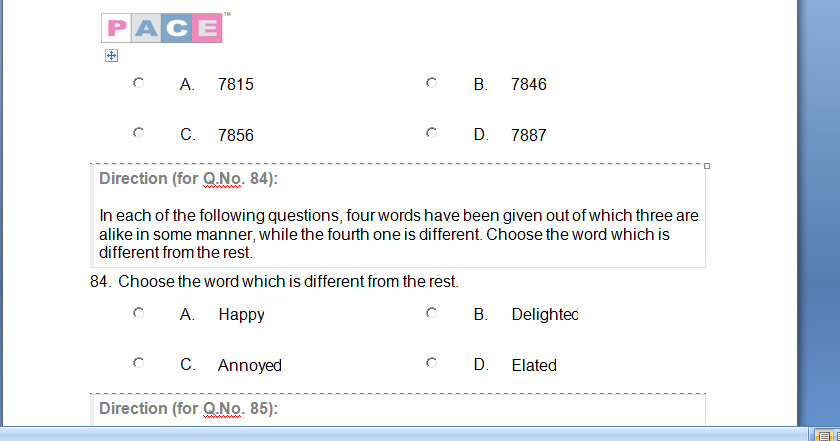 PACE™
A. 7815 B. 7846
C. 7856 D. 7887
Direction (for Q.No. 84):
In each of the following questions, four words have been given out of which three are
alike in some manner, while the fourth one is different. Choose the word which is
different from the rest.
84. Choose the word which is different from the rest.
A. Happy B. Delighted
C. Annoyed D. Elated
Direction (for Q.No. 85):